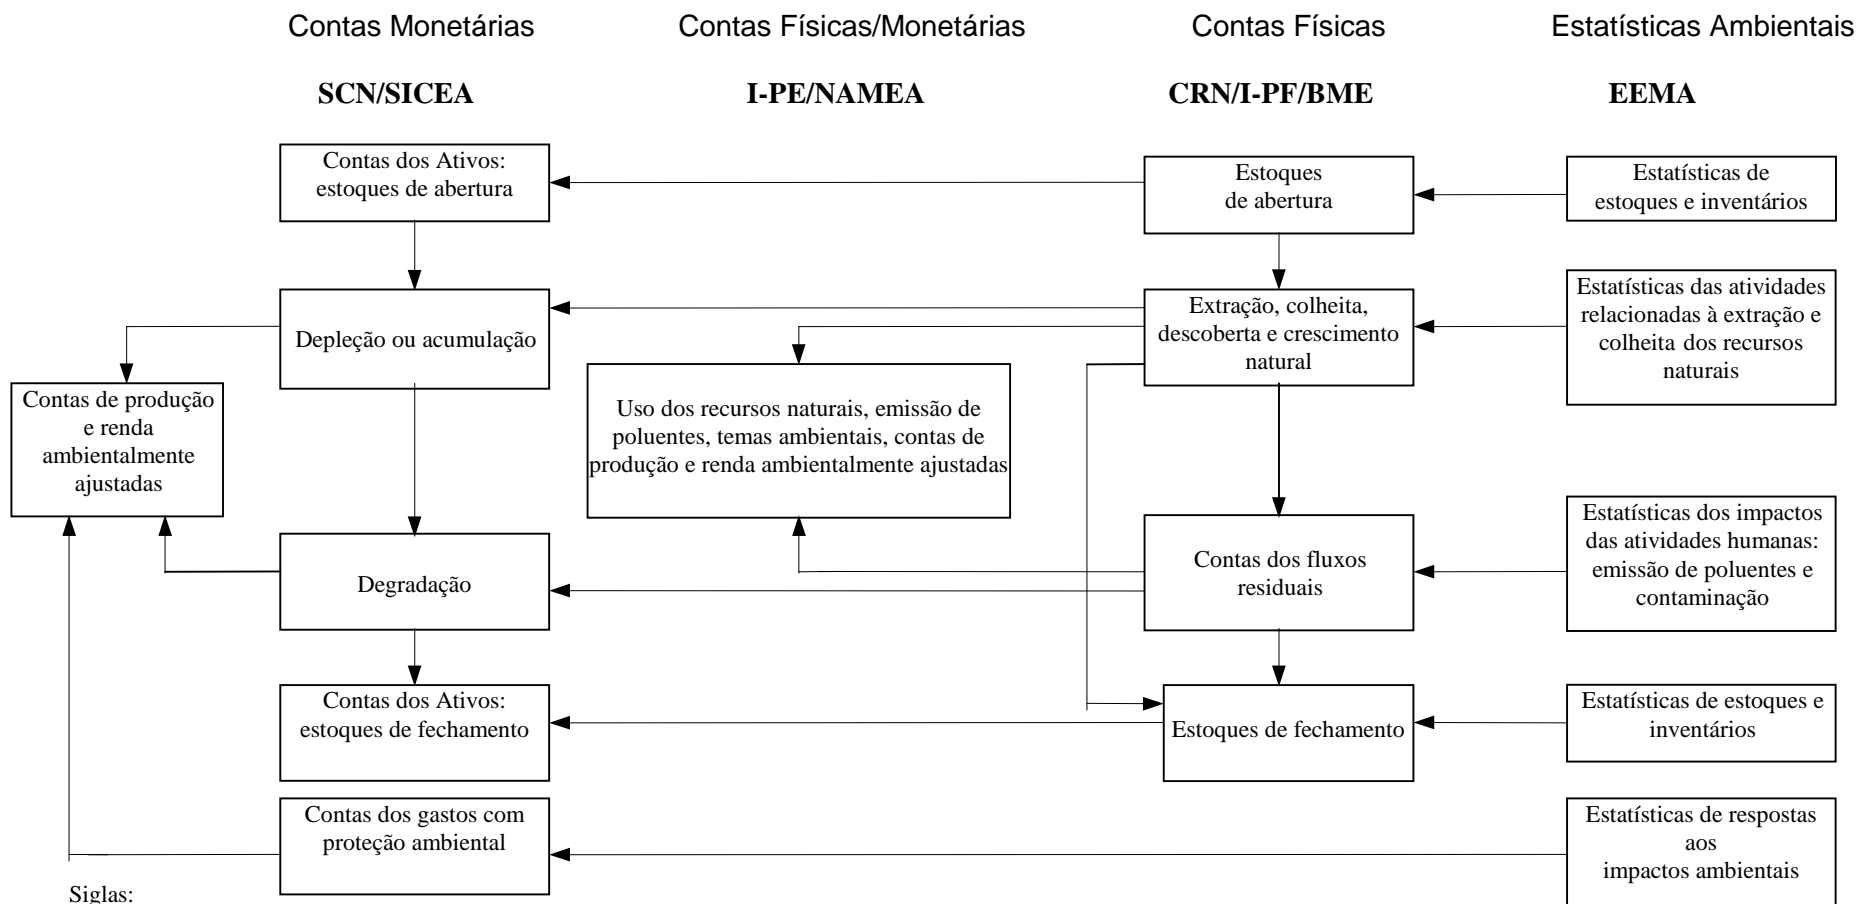 Contas Monetárias
Contas Físicas/Monetárias
Contas Físicas
Estatísticas Ambientais
SCN/SICEA
I-PE/NAMEA
CRN/I-PF/BME
EEMA
Contas dos Ativos:
estoques de abertura
Estoques
de abertura
Estatísticas de
estoques e inventários
Depleção ou acumulação
Extração, colheita,
descoberta e crescimento
natural
Estatísticas das atividades
relacionadas à extração e
colheita dos recursos
naturais
Contas de produção
e renda
ambientalmente
ajustadas
Uso dos recursos naturais, emissão de
poluentes, temas ambientais, contas de
produção e renda ambientalmente ajustadas
Degradação
Contas dos fluxos
residuais
Estatísticas dos impactos
das atividades humanas:
emissão de poluentes e
contaminação
Contas dos Ativos:
estoques de fechamento
Estoques de fechamento
Estatísticas de estoques e
inventários
Contas dos gastos com
proteção ambiental
Estatísticas de respostas
aos
impactos ambientais
Siglas: